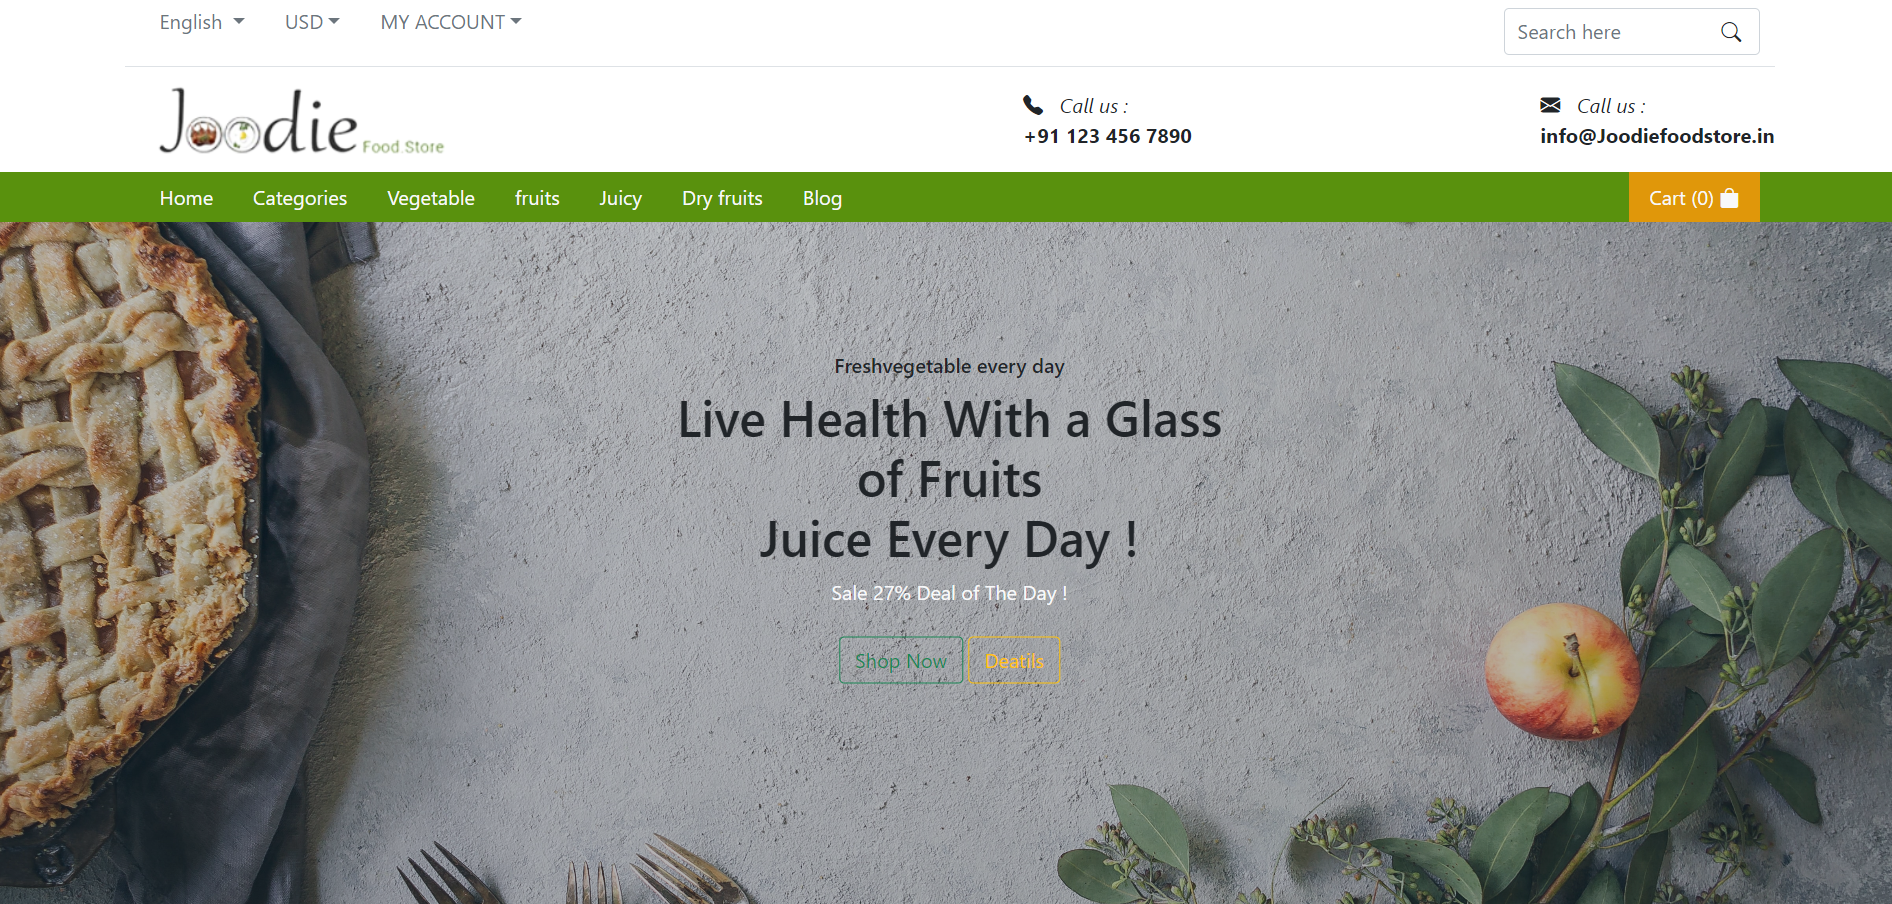 English
USD
MY ACCOUNT
Search here
Joodie Food.Store
Call us :
+91 123 456 7890
Call us :
info@Joodiefoodstore.in
Home
Categories
Vegetable
fruits
Juicy
Dry fruits
Blog
Cart (0)
Freshvegetable every day
Live Health With a Glass
of Fruits
Juice Every Day !
Sale 27% Deal of The Day !
Shop Now
Deatils